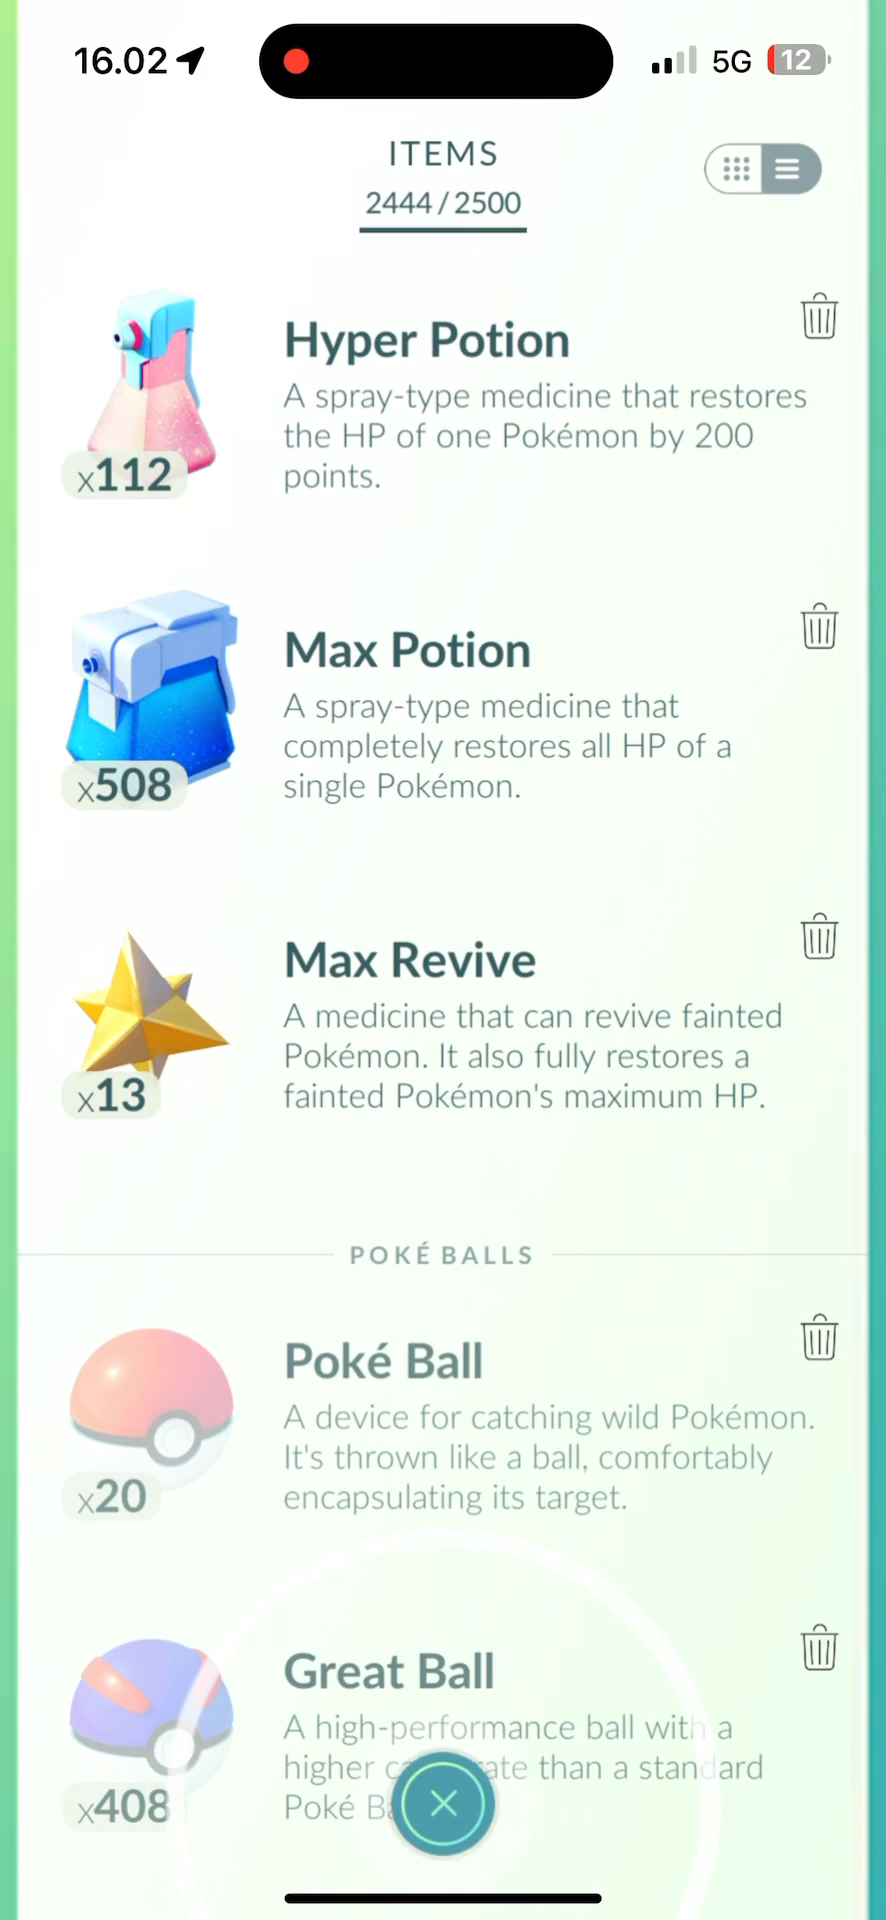 16.02
5G
12
ITEMS
2444 / 2500
Hyper Potion
A spray-type medicine that restores
the HP of one Pokémon by 200
points.
x112
Max Potion
A spray-type medicine that
completely restores all HP of a
single Pokémon.
x508
Max Revive
A medicine that can revive fainted
Pokémon. It also fully restores a
fainted Pokémon's maximum HP.
x13
POKÉ BALLS
Poké Ball
A device for catching wild Pokémon.
It's thrown like a ball, comfortably
encapsulating its target.
x20
Great Ball
A high-performance ball with a
higher than a standard
Poké
x408